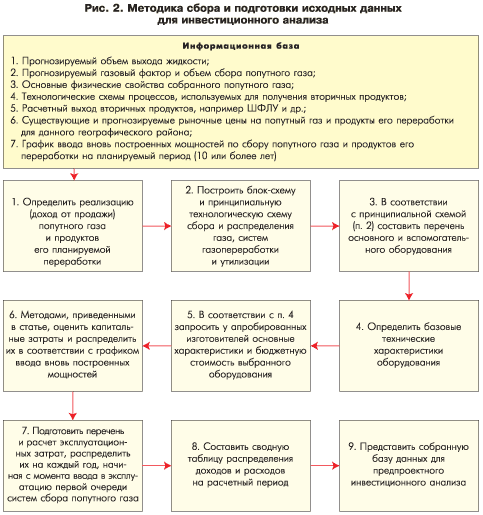 Рис. 2. Методика сбора и подготовки исходных данных
для инвестиционного анализа
Информационная база
1. Прогнозируемый объем выхода жидкости;
2. Прогнозируемый газовый фактор и объем сбора попутного газа;
3. Основные физические свойства собранного попутного газа;
4. Технологические схемы процессов, используемых для получения вторичных продуктов;
5. Расчетный выход вторичных продуктов, например ШФЛУ и др.;
6. Существующие и прогнозируемые рыночные цены на попутный газ и продукты его переработки
для данного географического района;
7. График ввода вновь построенных мощностей по сбору попутного газа и продуктов его
переработки на планируемый период (10 или более лет)
1. Определить реализацию
(доход от продажи)
попутного газа
и продуктов
его планируемой
переработки
2. Построить блок-схему
и принципиальную
технологическую схему
сбора и распределения
газа, систем
газопереработки
и утилизации
3. В соответствии
с принципиальной схемой
(п. 2) составить перечень
основного и вспомогатель-
ного оборудования
6. Методами, приведенными
в статье, оценить капиталь-
ные затраты и распределить
их в соответствии с графиком
ввода вновь построенных
мощностей
5. В соответствии с п. 4
запросить у апробированных
изготовителей основные
характеристики и бюджетную
стоимость выбранного
оборудования
4. Определить базовые
технические
характеристики
оборудования
7. Подготовить перечень
и расчет эксплуатацион-
ных затрат, распределить
их на каждый год, начи-
ная с момента ввода в эксплу-
атацию первой очереди
систем сбора попутного газа
8. Составить сводную
таблицу распределения
доходов и расходов
на расчетный период
9. Представить собранную
базу данных для
предпроектного
инвестиционного анализа